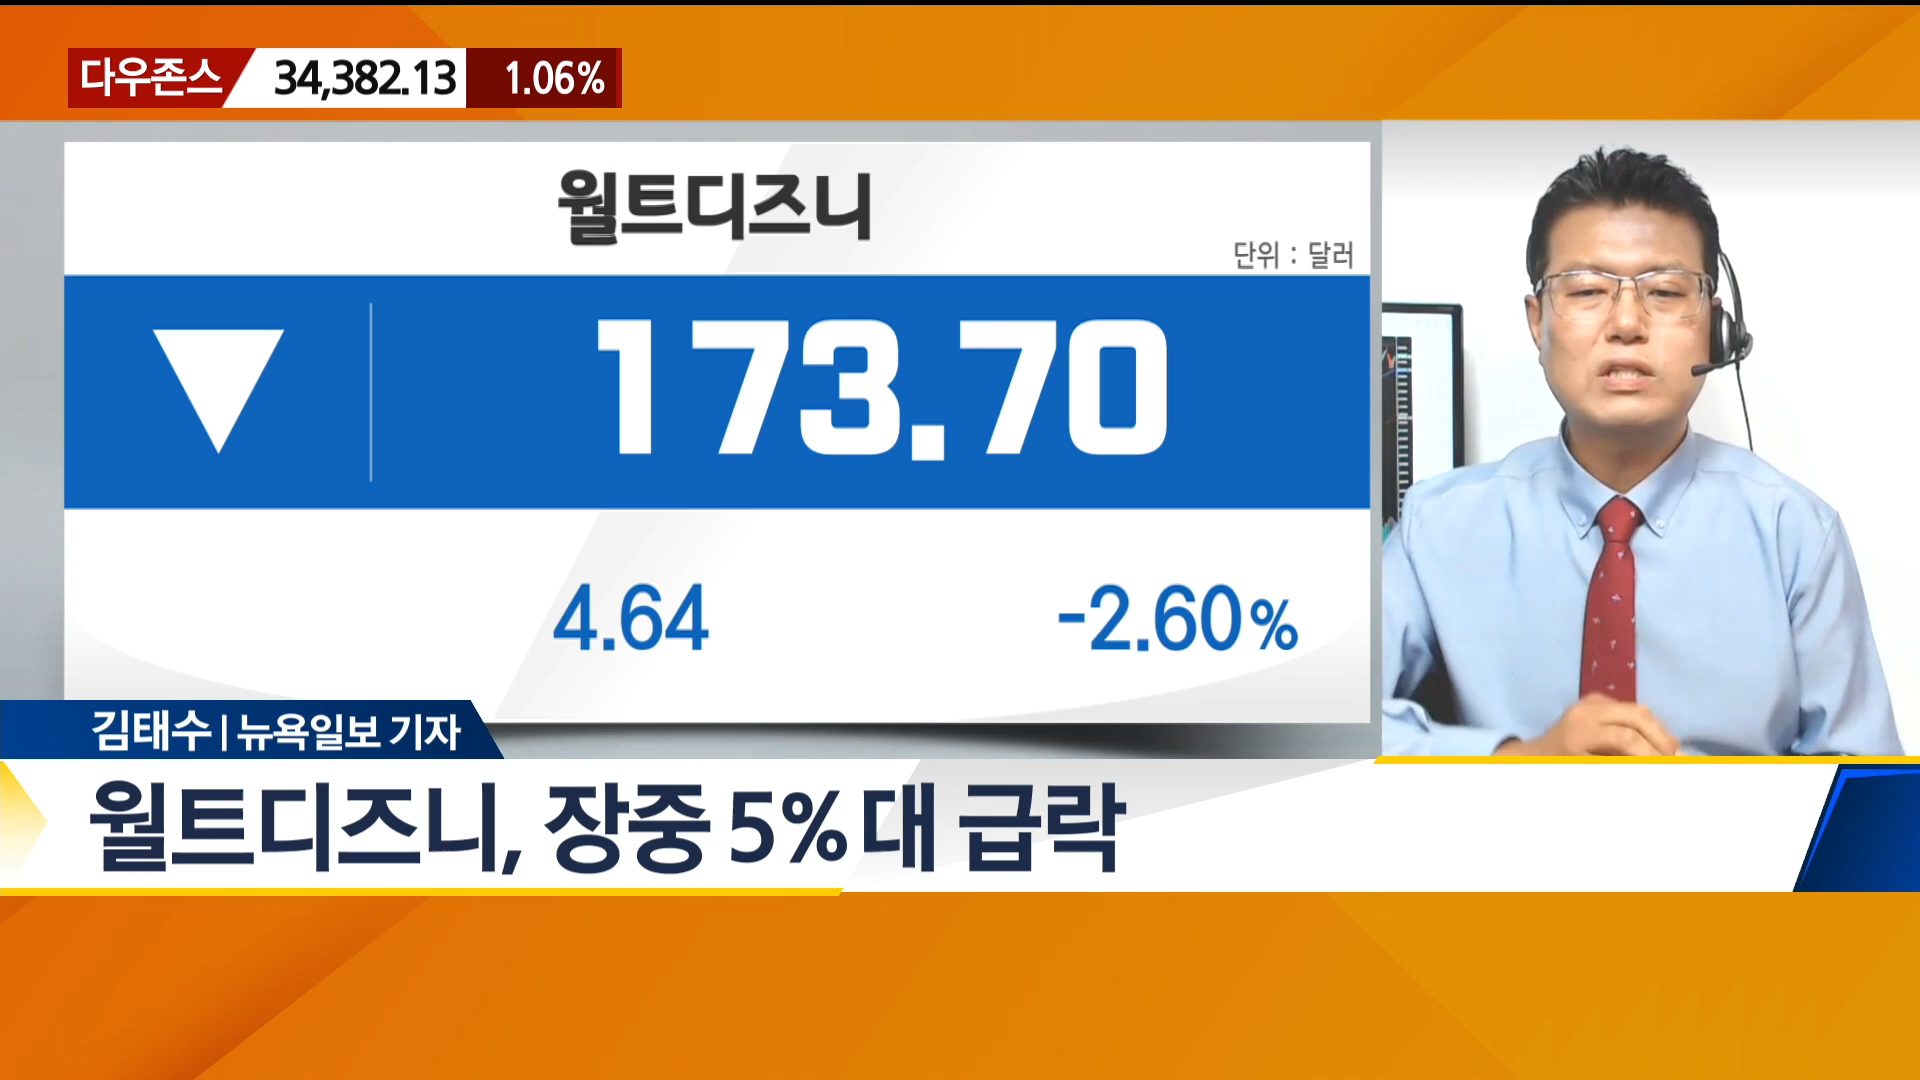 다우존스 34,382.13 1.06%
월트디즈니
단위 : 달러
▼ 173.70
4.64 -2.60%
김태수 | 뉴욕일보 기자
월트디즈니, 장중 5%대 급락